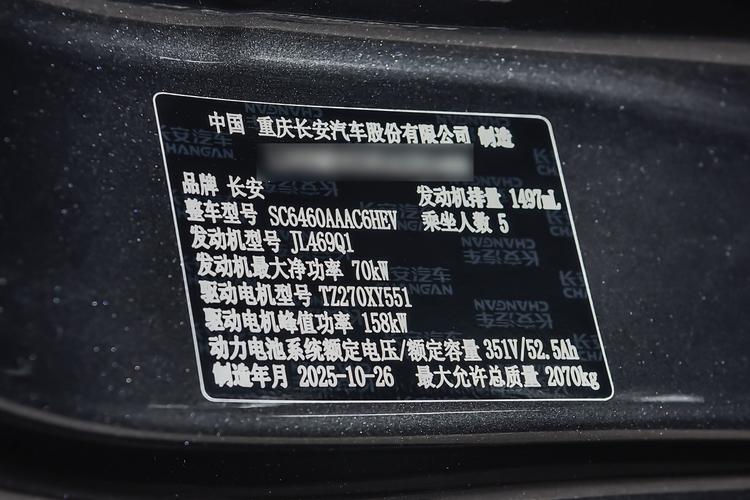 中国 重庆长安汽车股份有限公司 制造
品牌 长安
发动机排量 1497mL
整车型号 SC6460AAAC6HEV 乘坐人数 5
发动机型号 JL469Q1
发动机最大净功率 70kW
驱动电机型号 TZ270XY551
驱动电机峰值功率 158kW
动力电池系统额定电压/额定容量 351V/52.5Ah
制造年月 2025-10-26 最大允许总质量 2070kg